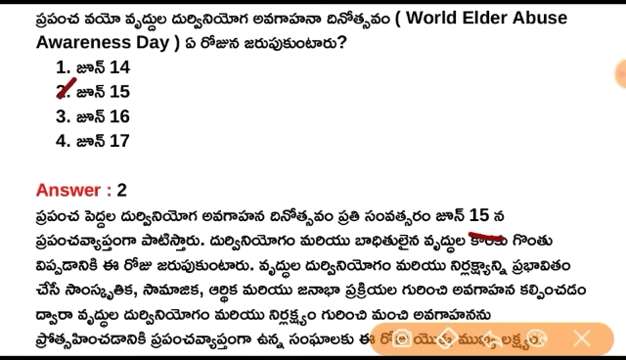 ప్రపంచ వయో వృద్దుల దుర్వినియోగ అవగాహనా దినోత్సవం ( World Elder Abuse
Awareness Day ) ఏ రోజున జరుపుకుంటారు?
1. జూన్ 14
2. జూన్ 15
3. జూన్ 16
4. జూన్ 17
Answer : 2
ప్రపంచ పెద్దల దుర్వినియోగ అవగాహన దినోత్సవం ప్రతి సంవత్సరం జూన్ 15 న
ప్రపంచవ్యాప్తంగా పాటిస్తారు. దుర్వినియోగం మరియు బాధితులైన వృద్ధుల కొరకు గొంతు
విప్పడానికి ఈ రోజు జరుపుకుంటారు. వృద్ధుల దుర్వినియోగం మరియు నిర్లక్ష్యాన్ని ప్రభావితం
చేసే సాంస్కృతిక, సామాజిక, ఆర్థిక మరియు జనాభా ప్రక్రియల గురించి అవగాహన కల్పించడం
ద్వారా వృద్ధుల దుర్వినియోగం మరియు నిర్లక్ష్యం గురించి మంచి అవగాహనను
ప్రోత్సహించడానికి ప్రపంచవ్యాప్తంగా ఉన్న సంఘాలకు ఈ రోజు యొక్క ముఖ్య లక్ష్యం.